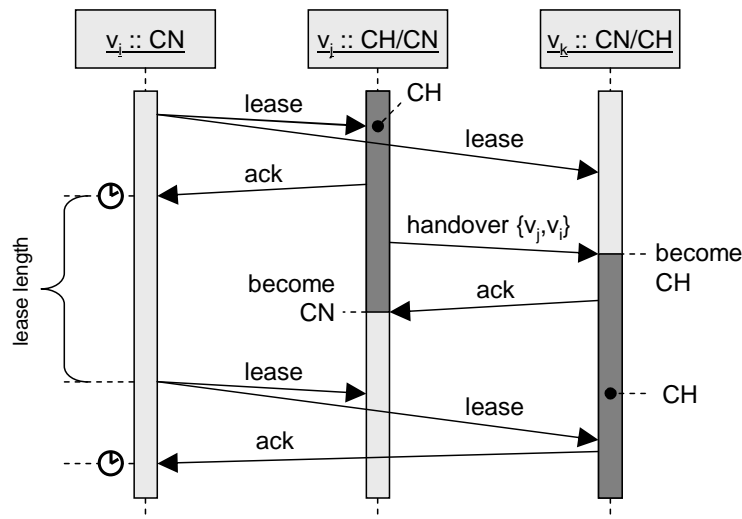 v_i :: CN
v_j :: CH/CN
v_k :: CN/CH
lease
CH
lease
ack
handover {v_j,v_i}
become
CH
become
CN
ack
lease length
lease
CH
lease
ack